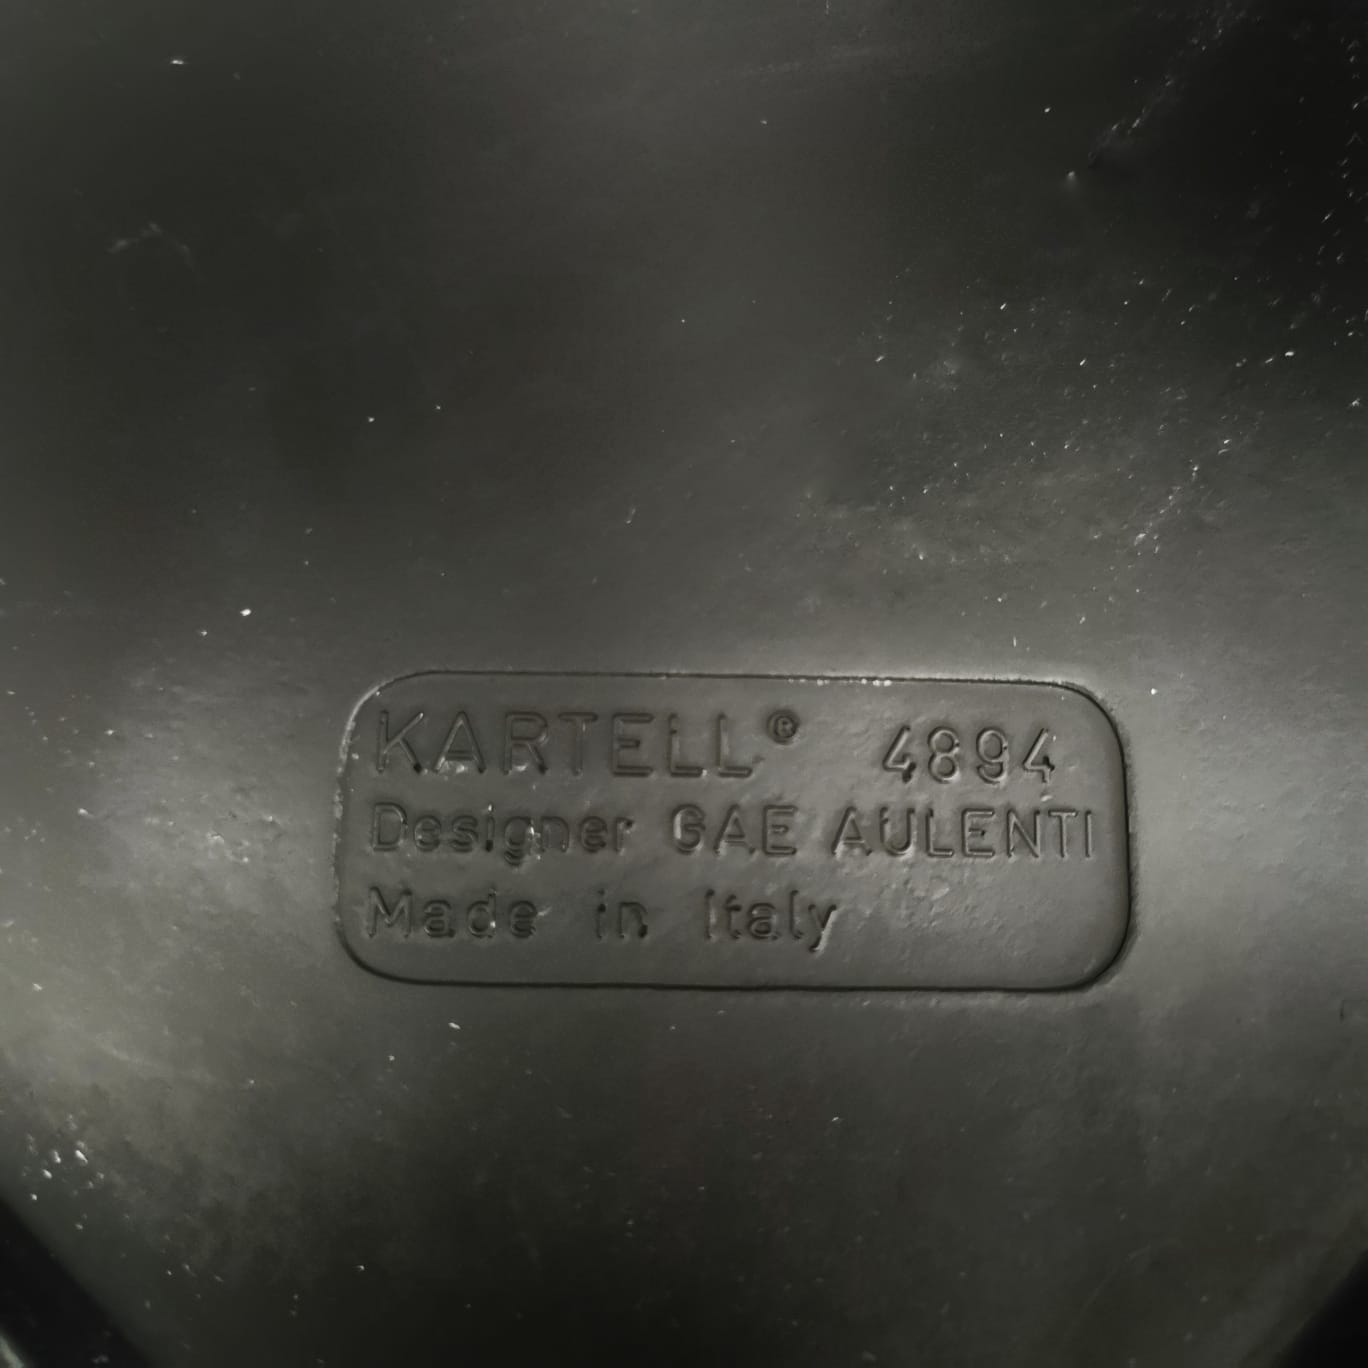 KARTELL® 4894
Designer GAE AULENTI
Made in Italy